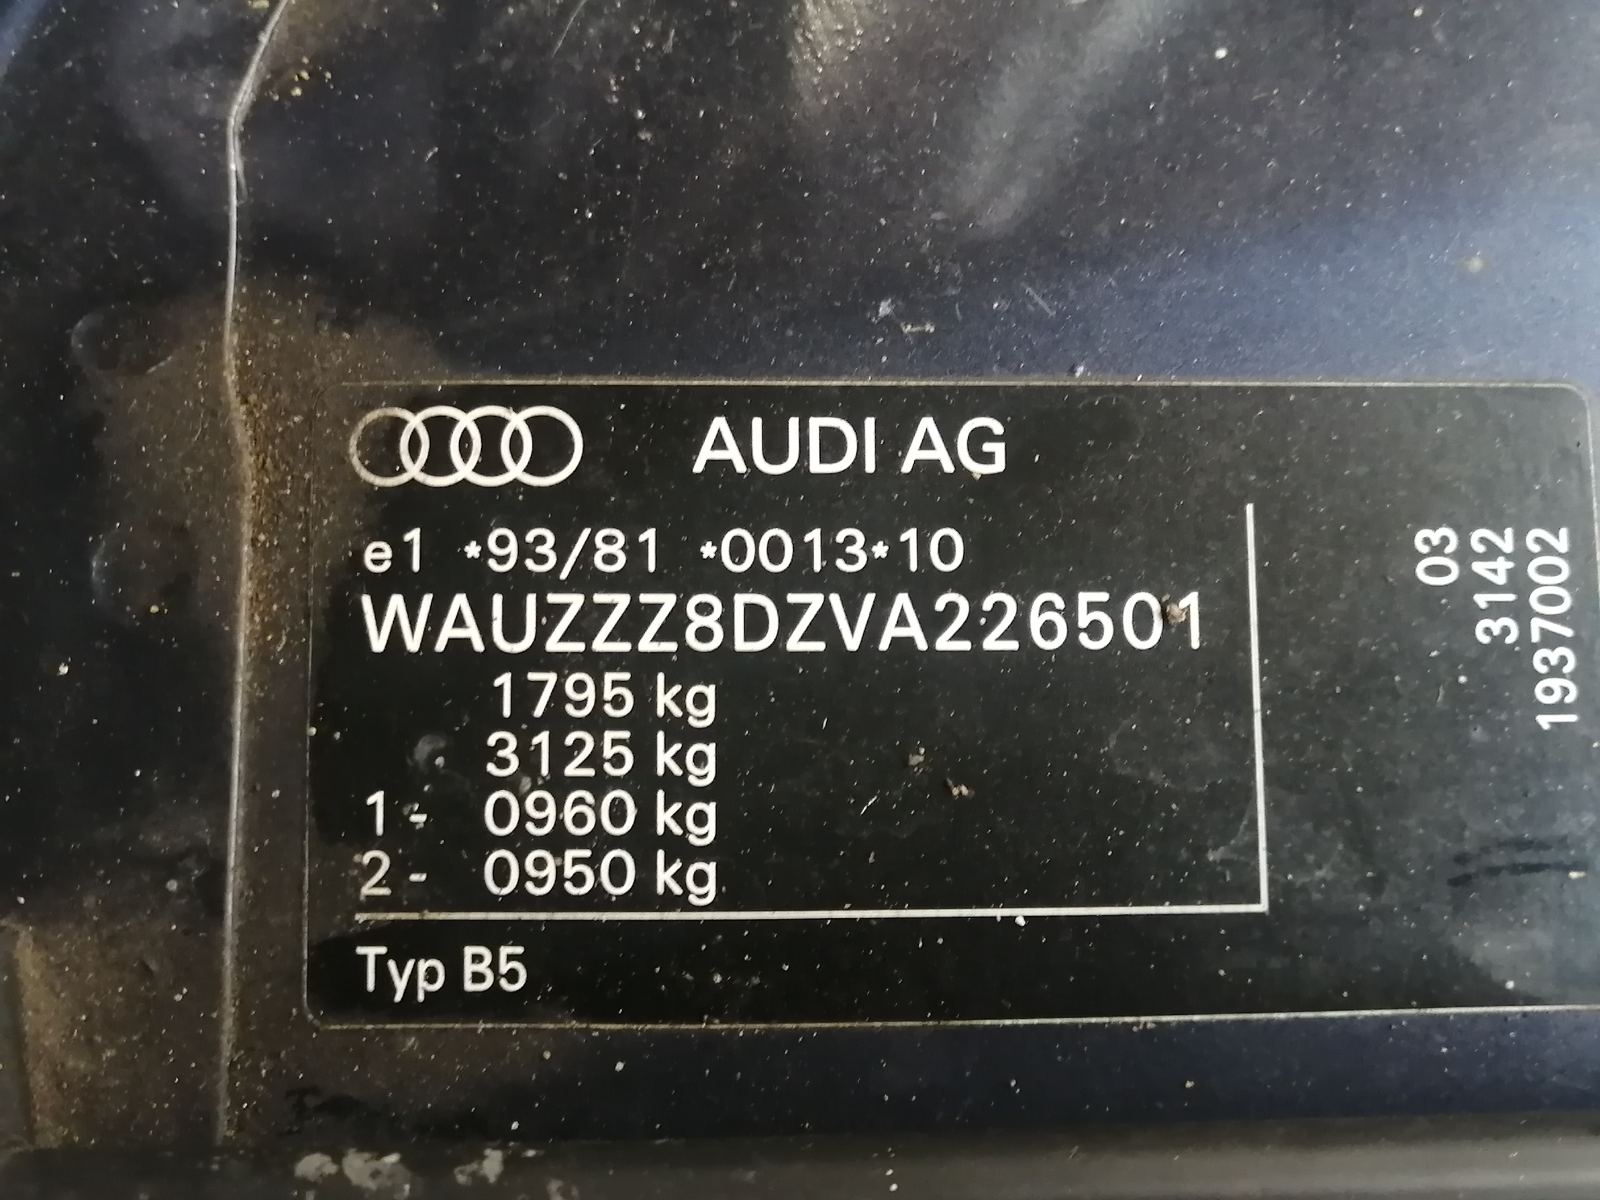 AUDI AG
e1 *93/81 *0013*10
WAUZZZ8DZVA226501
1795 kg
3125 kg
1- 0960 kg
2- 0950 kg
Typ B5
03
3142
1937002